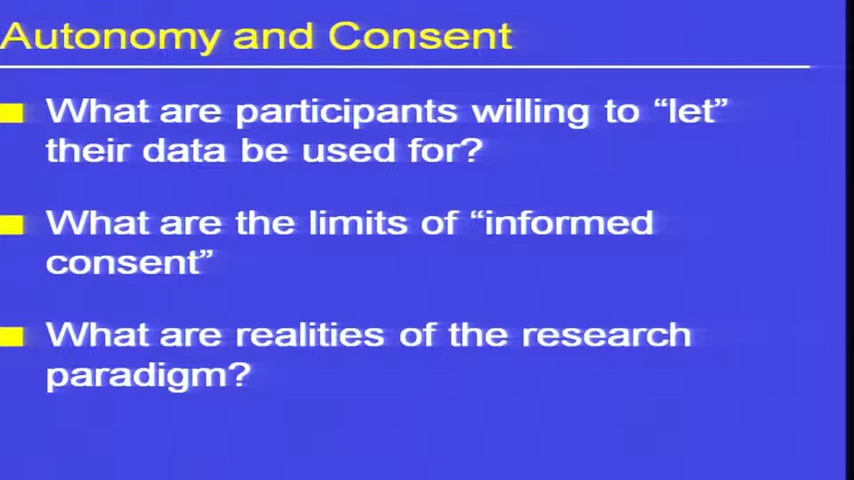 Autonomy and Consent
What are participants willing to “let”
their data be used for?
What are the limits of “informed
consent”
What are realities of the research
paradigm?